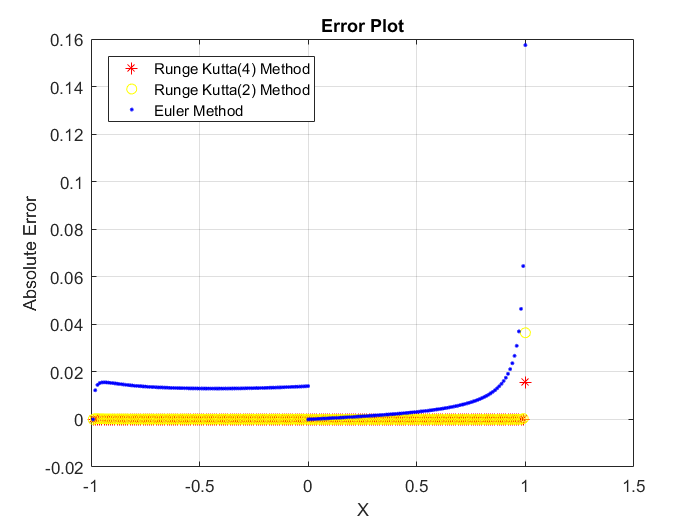 Error Plot
0.16
0.14
0.12
0.1
0.08
0.06
0.04
0.02
0
-0.02
Absolute Error
Runge Kutta(4) Method
Runge Kutta(2) Method
Euler Method
-1
-0.5
0
0.5
1
1.5
X